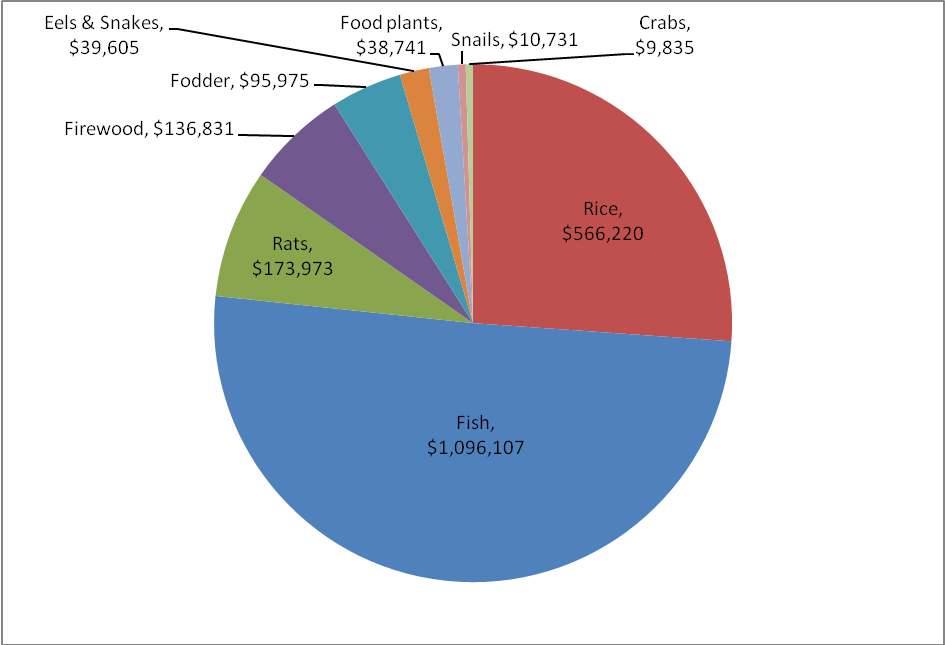 Eels & Snakes,
$39,605
Food plants,
$38,741
Snails, $10,731
Crabs,
$9,835
Fodder, $95,975
Firewood, $136,831
Rice,
$566,220
Rats,
$173,973
Fish,
$1,096,107